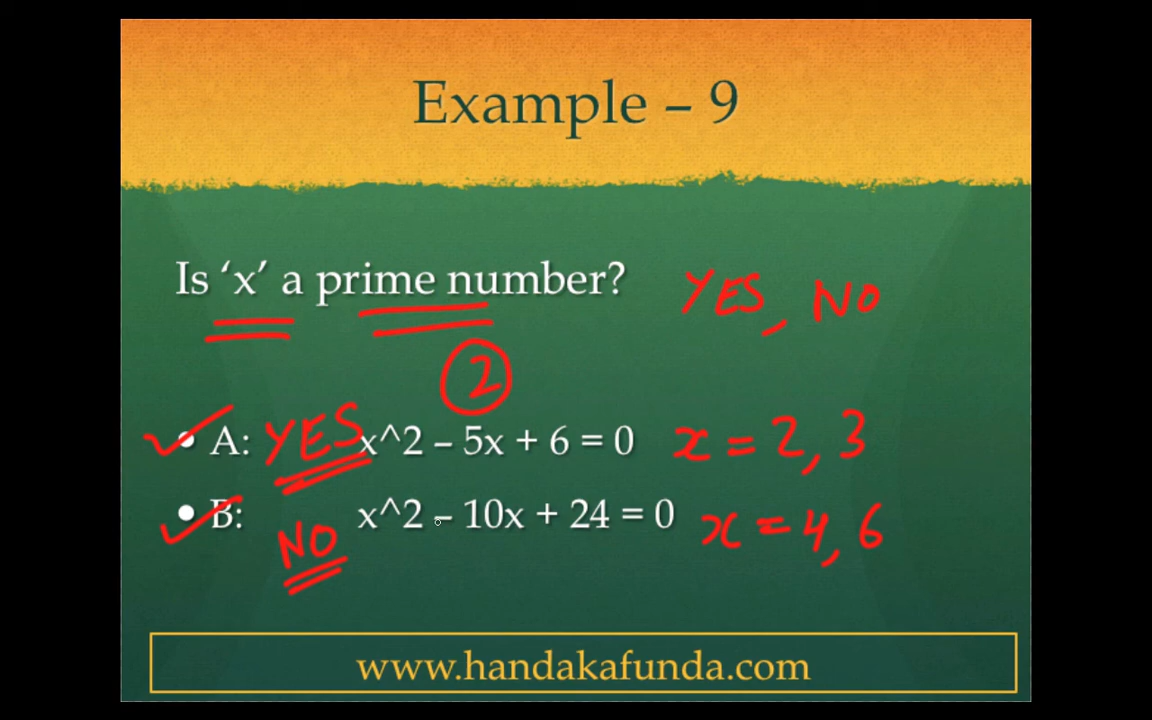 Example – 9
Is ‘x’ a prime number? YES, NO
2
A: YES x^2 – 5x + 6 = 0 x = 2, 3
B: NO x^2 – 10x + 24 = 0 x = 4, 6
www.handakafunda.com